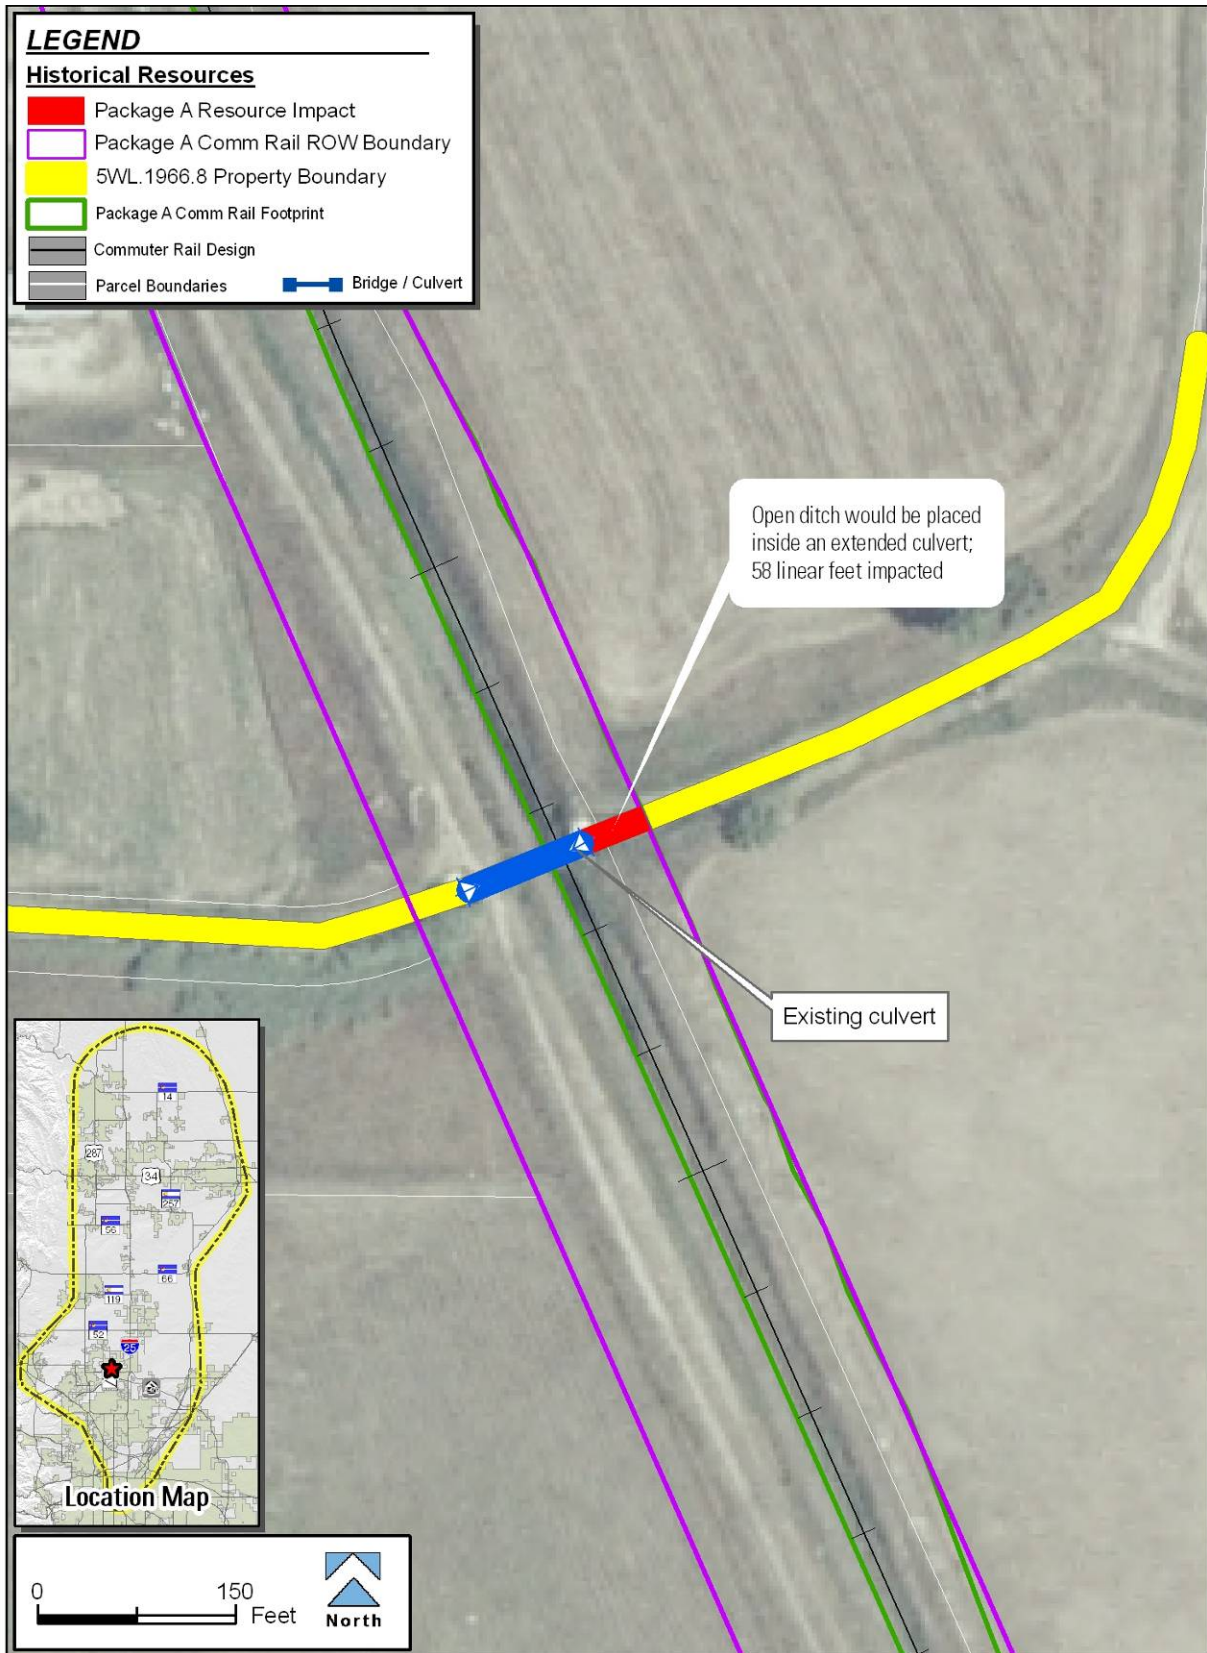 LEGEND
Historical Resources
Package A Resource Impact
Package A Comm Rail ROW Boundary
5WL.1966.8 Property Boundary
Package A Comm Rail Footprint
Commuter Rail Design
Parcel Boundaries
Bridge / Culvert
Open ditch would be placed
inside an extended culvert;
58 linear feet impacted
Existing culvert
14
287
34
257
56
66
119
52
25
Location Map
0
150
Feet
North